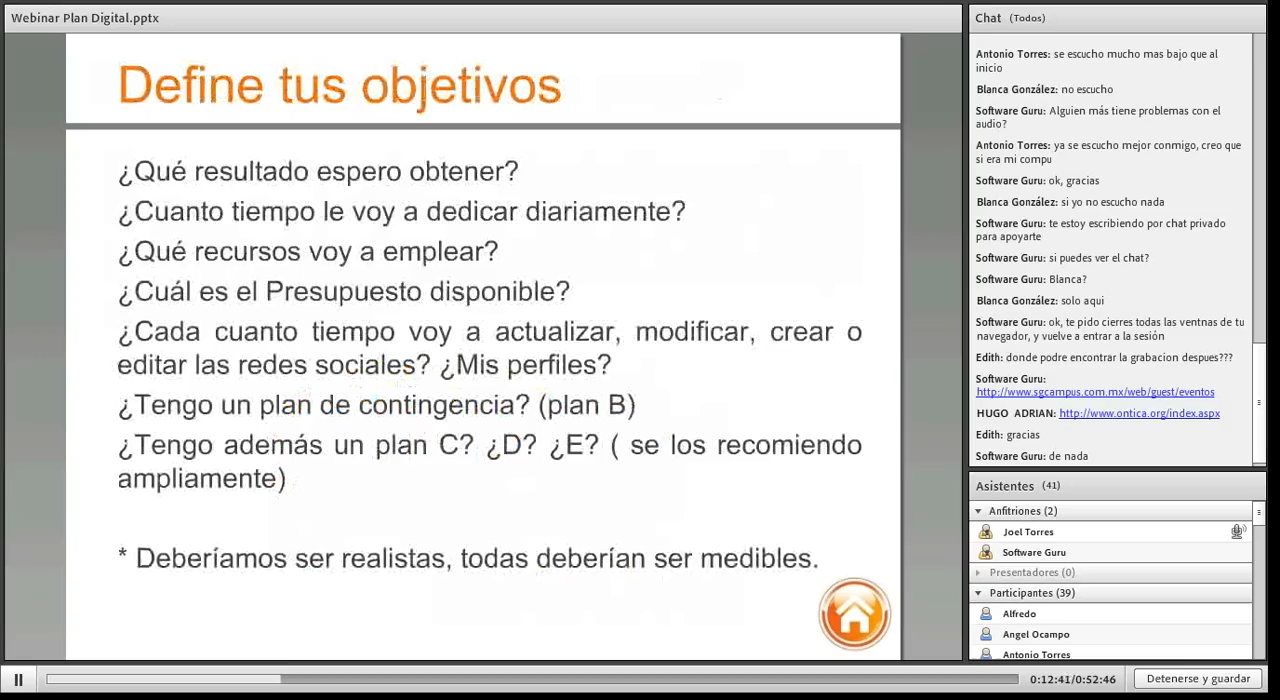 Webinar Plan Digital.pptx
Define tus objetivos
¿Qué resultado espero obtener?
¿Cuanto tiempo le voy a dedicar diariamente?
¿Qué recursos voy a emplear?
¿Cuál es el Presupuesto disponible?
¿Cada cuanto tiempo voy a actualizar, modificar, crear o
editar las redes sociales? ¿Mis perfiles?
¿Tengo un plan de contingencia? (plan B)
¿Tengo además un plan C? ¿D? ¿E? ( se los recomiendo
ampliamente)
* Deberíamos ser realistas, todas deberían ser medibles.
Chat (Todos)
Antonio Torres: se escucho mucho mas bajo que al
inicio
Blanca González: no escucho
Software Guru: Alguien más tiene problemas con el
audio?
Antonio Torres: ya se escucho mejor conmigo, creo que
si era mi compu
Software Guru: ok, gracias
Blanca González: si yo no escucho nada
Software Guru: te estoy escribiendo por chat privado
para apoyarte
Software Guru: si puedes ver el chat?
Software Guru: Blanca?
Blanca González: solo aqui
Software Guru: ok, te pido cierres todas las ventnas de tu
navegador, y vuelve a entrar a la sesión
Edith: donde podre encontrar la grabacion despues???
Software Guru:
http://www.sgcampus.com.mx/web/guest/eventos
HUGO ADRIAN: http://www.ontica.org/index.aspx
Edith: gracias
Software Guru: de nada
Asistentes (41)
Anfitriones (2)
Joel Torres
Software Guru
Presentadores (0)
Participantes (39)
Alfredo
Angel Ocampo
Antonio Torres
0:12:41/0:52:46
Detenerse y guardar